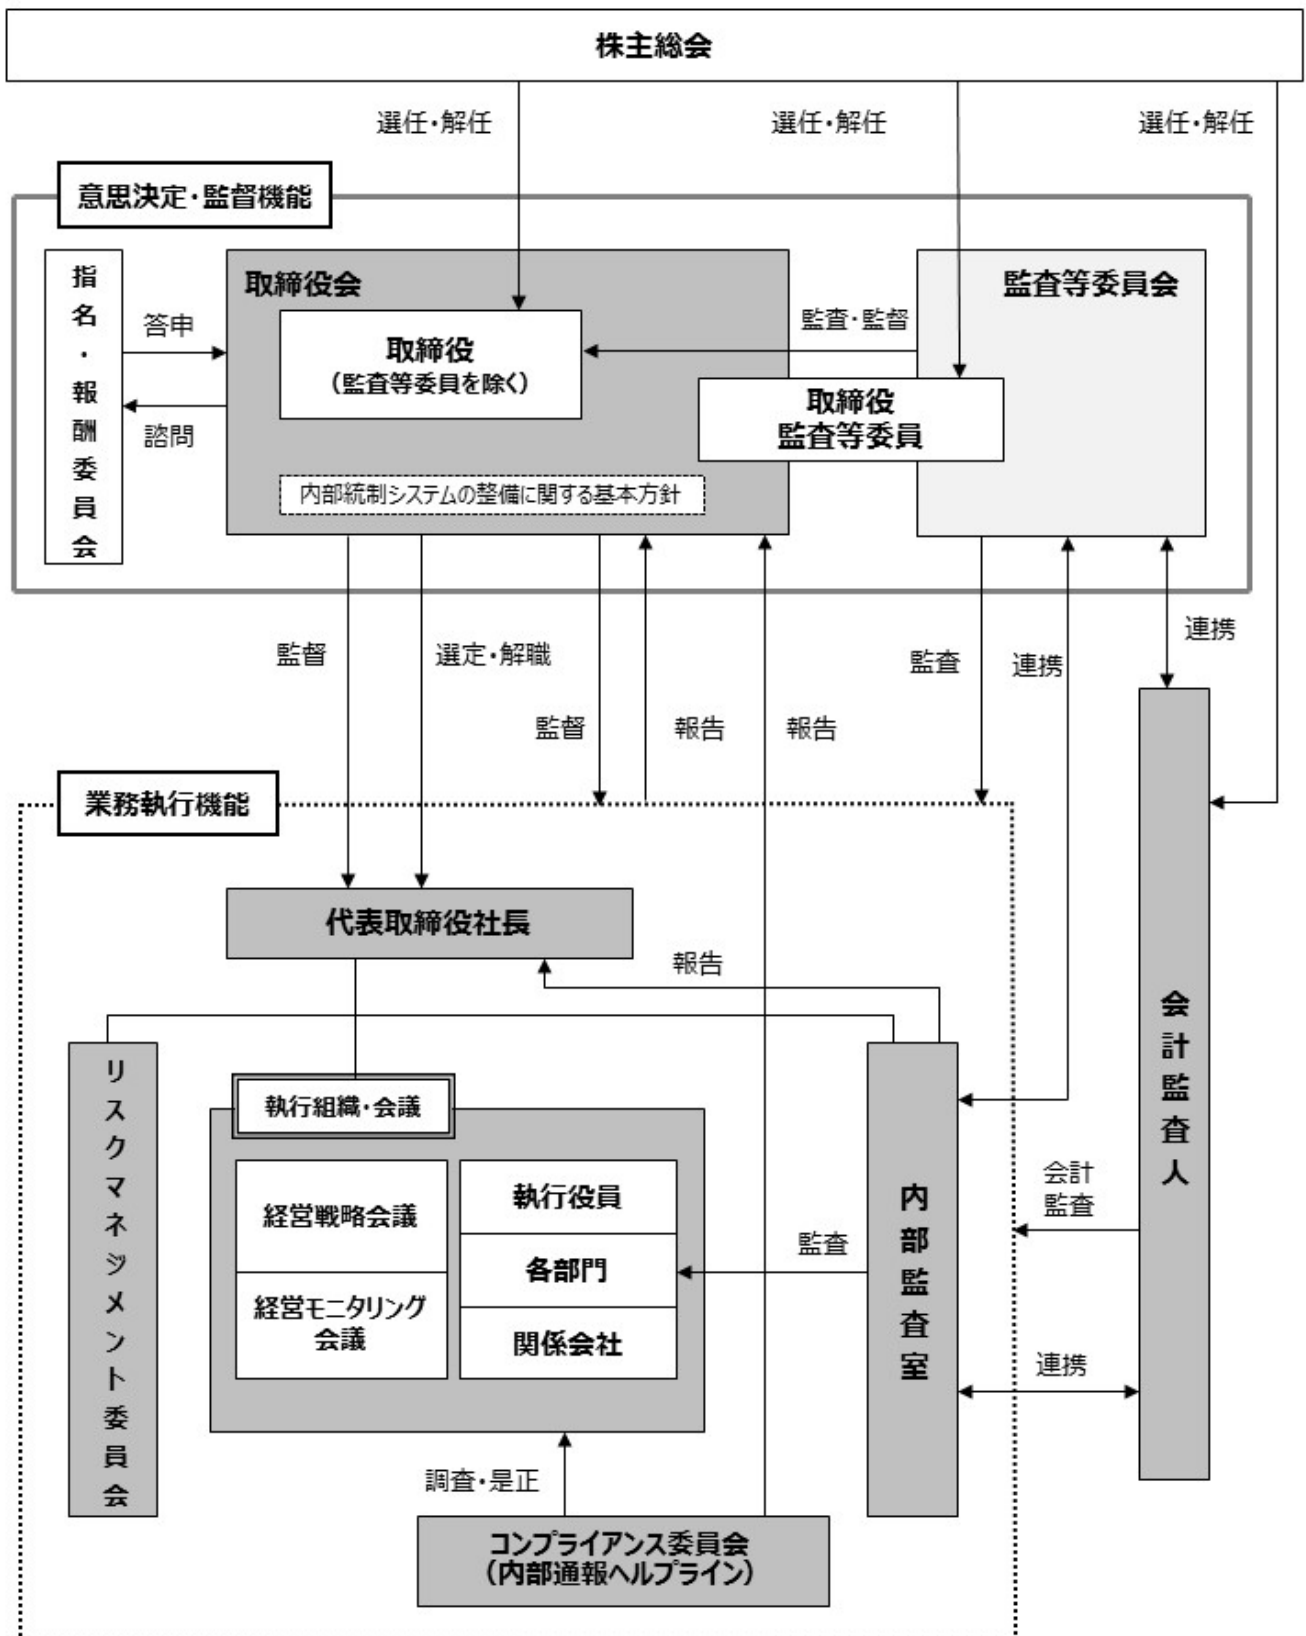 株主総会
選任・解任
選任・解任
選任・解任
意思決定・監督機能
指名・報酬委員会
答申
諮問
取締役会
取締役
（監査等委員を除く）
監査・監督
監査等委員会
取締役
監査等委員
内部統制システムの整備に関する基本方針
監督
選定・解職
監督
報告
報告
監査
連携
連携
業務執行機能
代表取締役社長
報告
リスクマネジメント委員会
執行組織・会議
経営戦略会議
経営モニタリング
会議
執行役員
各部門
関係会社
監査
内部監査室
会計
監査
連携
会計監査人
調査・是正
コンプライアンス委員会
（内部通報ヘルプライン）